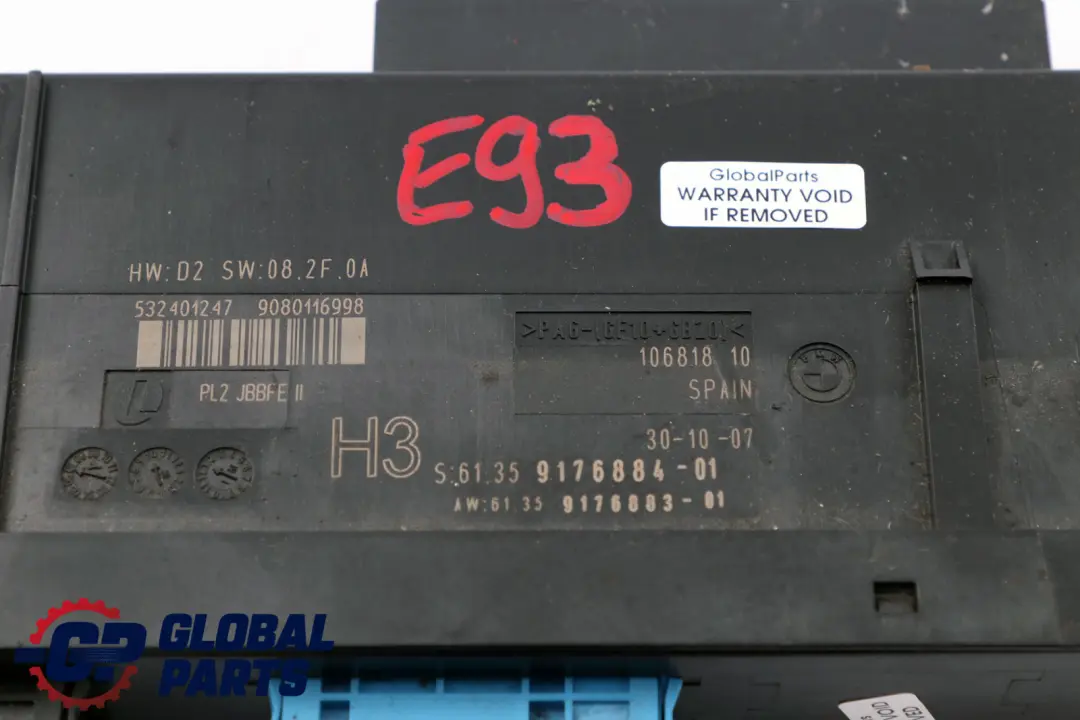 E93
GlobalParts
WARRANTY VOID
IF REMOVED
HW:D2 SW:08.2F.0A
532401247 9080116998
>PA6-(GF10+GB20)<
106818 10
SPAIN
PL2 JBBFE II
H3
30-10-07
S:61.35 9176884-01
AW:61 35 9176883-01
GP GLOBAL
PARTS
VOID